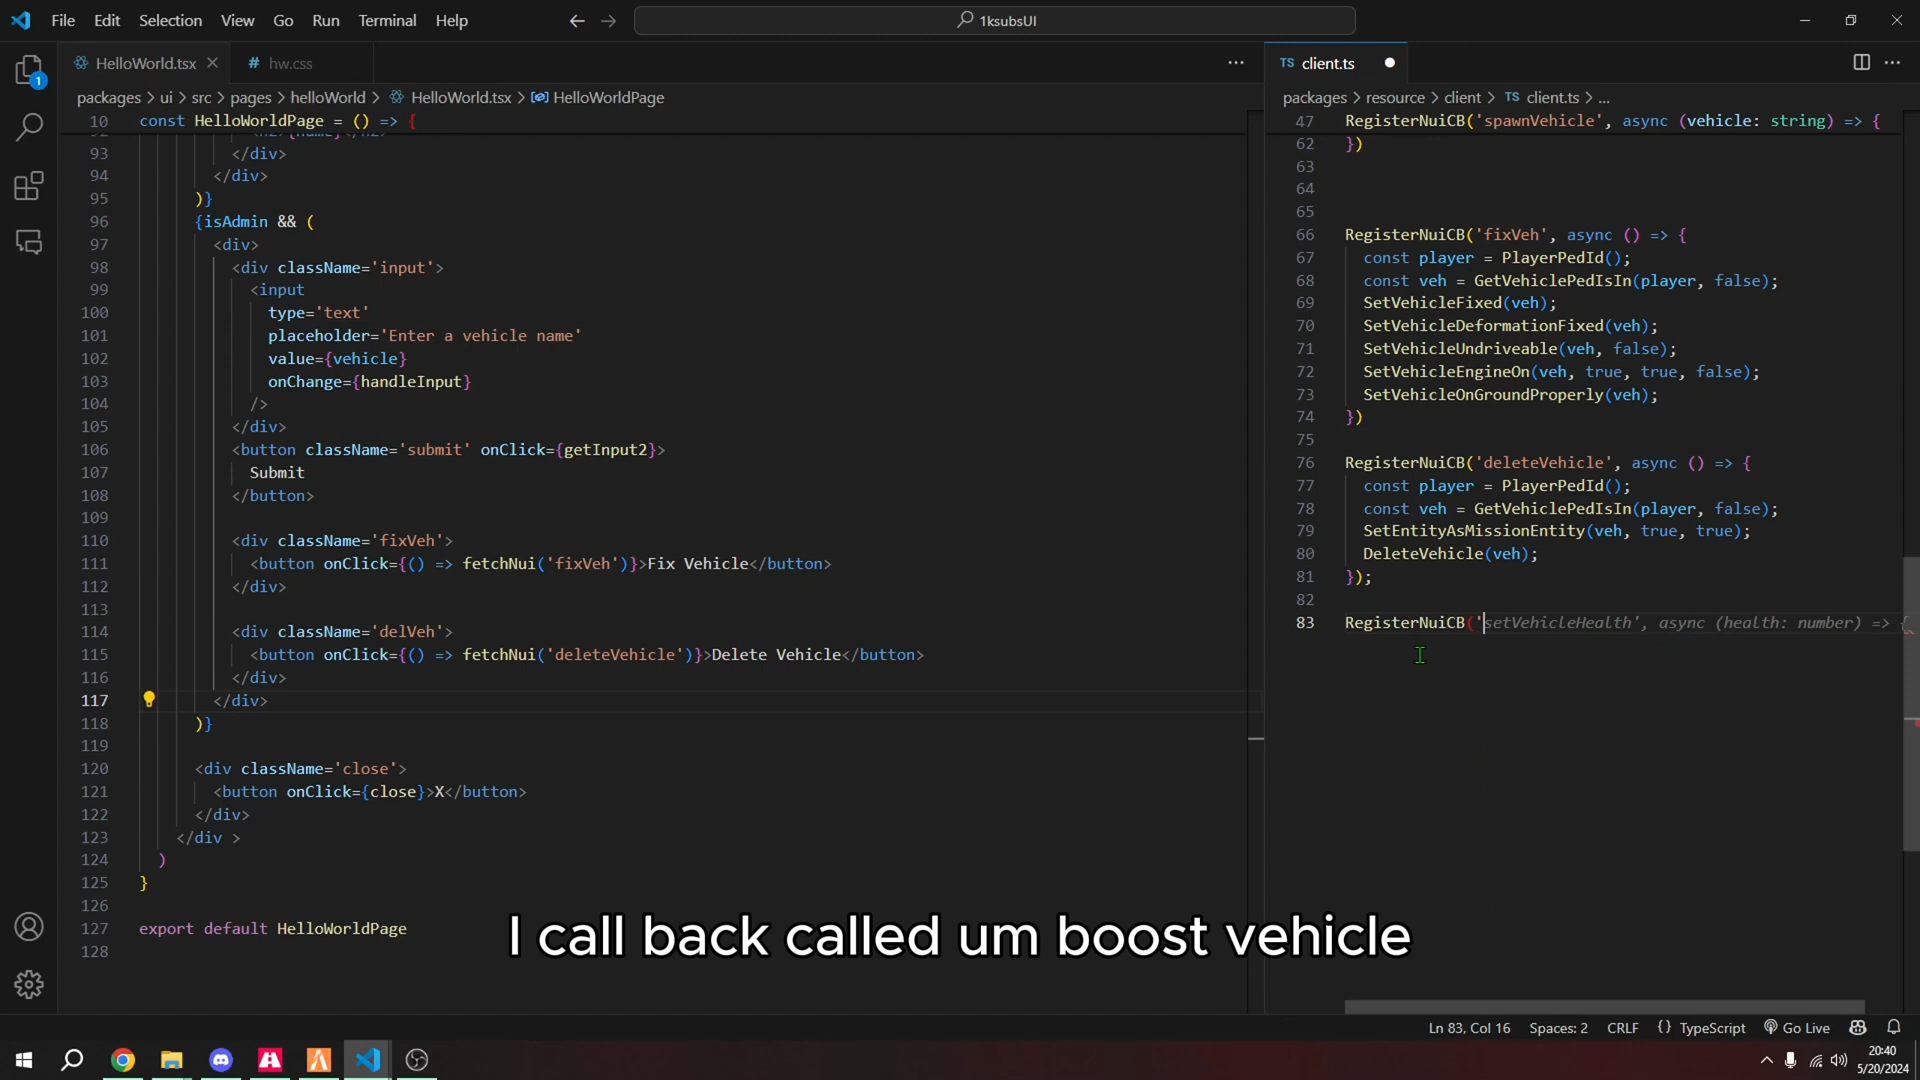 File Edit Selection View Go Run Terminal Help
1ksubsUI
HelloWorld.tsx
# hw.css
TS client.ts
packages > ui > src > pages > helloWorld > HelloWorld.tsx > HelloWorldPage
packages > resource > client > TS client.ts > ...
10 const HelloWorldPage = () => {
93 </div>
94 </div>
95 )}
96 {isAdmin && (
97 <div>
98 <div className='input'>
99 <input
100 type='text'
101 placeholder='Enter a vehicle name'
102 value={vehicle}
103 onChange={handleInput}
104 />
105 </div>
106 <button className='submit' onClick={getInput2}>
107 Submit
108 </button>
109
110 <div className='fixVeh'>
111 <button onClick={() => fetchNui('fixVeh')}>Fix Vehicle</button>
112 </div>
113
114 <div className='delVeh'>
115 <button onClick={() => fetchNui('deleteVehicle')}>Delete Vehicle</button>
116 </div>
117 </div>
118 )}
119
120 <div className='close'>
121 <button onClick={close}>X</button>
122 </div>
123 </div >
124 )
125 }
126
127 export default HelloWorldPage
128
47 RegisterNuiCB('spawnVehicle', async (vehicle: string) => {
62 })
63
64
65
66 RegisterNuiCB('fixVeh', async () => {
67 const player = PlayerPedId();
68 const veh = GetVehiclePedIsIn(player, false);
69 SetVehicleFixed(veh);
70 SetVehicleDeformationFixed(veh);
71 SetVehicleUndriveable(veh, false);
72 SetVehicleEngineOn(veh, true, true, false);
73 SetVehicleOnGroundProperly(veh);
74 })
75
76 RegisterNuiCB('deleteVehicle', async () => {
77 const player = PlayerPedId();
78 const veh = GetVehiclePedIsIn(player, false);
79 SetEntityAsMissionEntity(veh, true, true);
80 DeleteVehicle(veh);
81 });
82
83 RegisterNuiCB('setVehicleHealth', async (health: number) => {
I call back called um boost vehicle
Ln 83, Col 16 Spaces: 2 CRLF {} TypeScript Go Live
20:40
5/20/2024
1